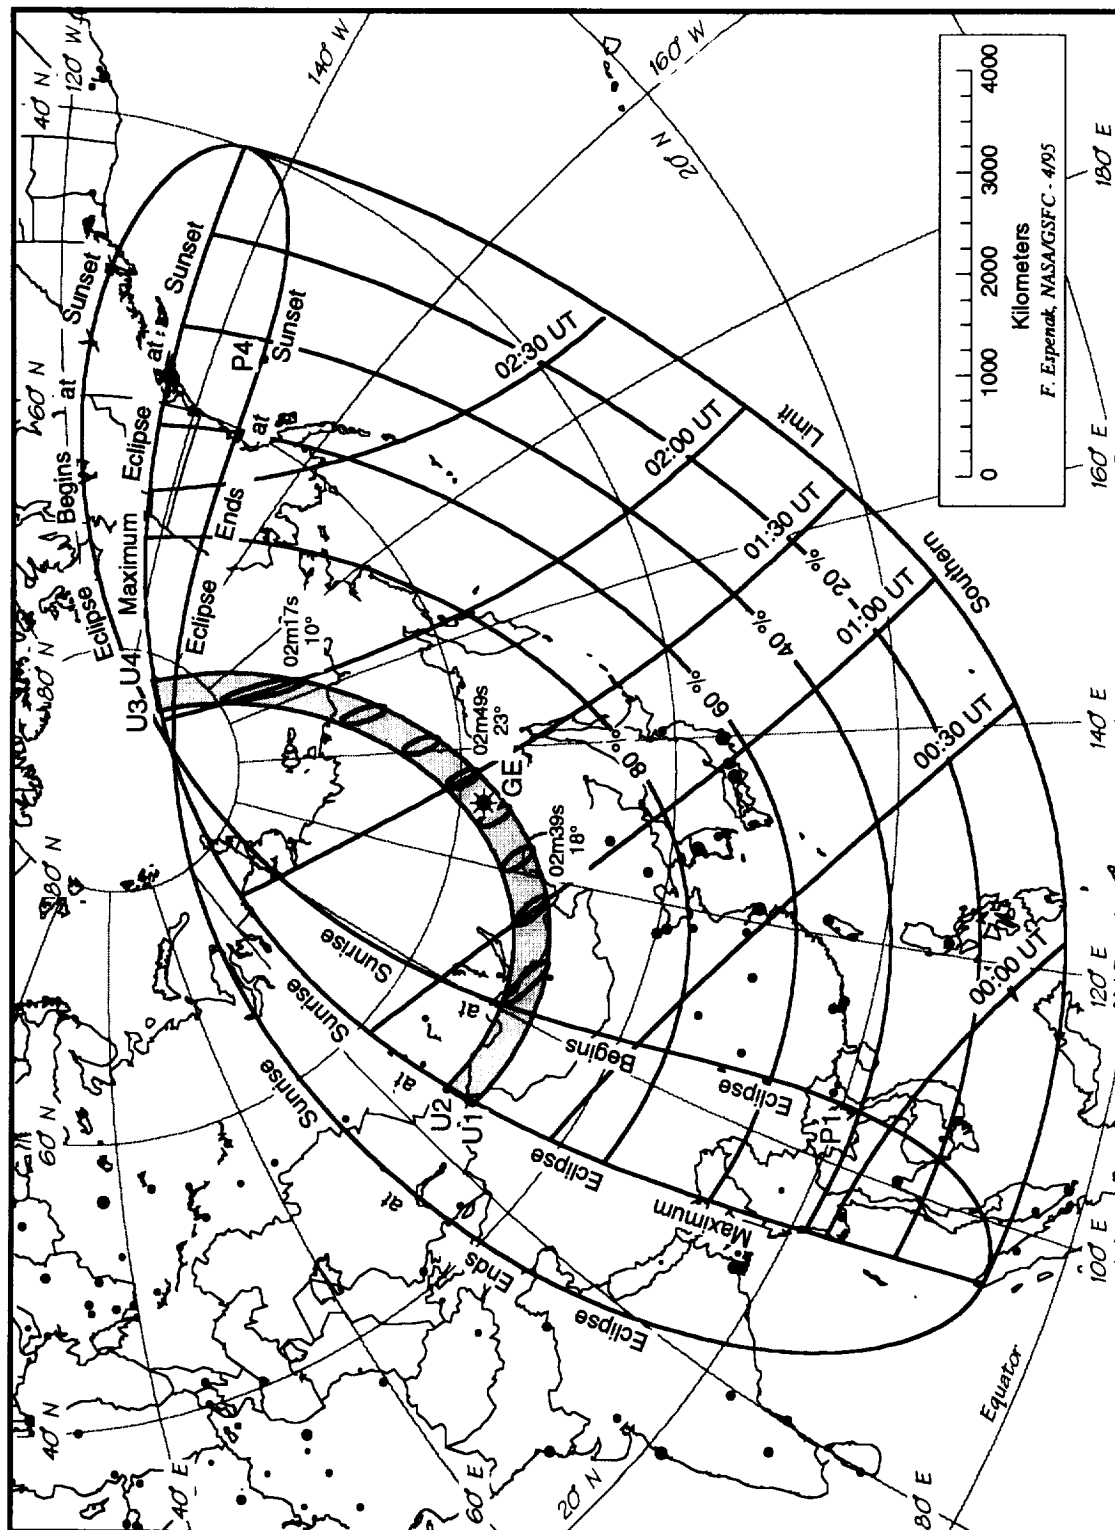 40° N
120° W
140° W
160° W
20° N
180° E
160° E
140° E
120° E
100° E
80° E
60° E
40° E
20° N
40° N
60° N
80° N
80° N
60° N
Equator
Eclipse Begins at Sunset
Maximum Eclipse at Sunset
Eclipse Ends at Sunset
P4
U3
U4
02m17s
10°
02m49s
23°
GE
02m39s
18°
02:30 UT
02:00 UT
01:30 UT
01:00 UT
00:30 UT
00:00 UT
20 %
40 %
60 %
80 %
Southern Limit
Eclipse Begins at Sunrise
Eclipse Maximum at Sunrise
Eclipse Ends at Sunrise
U2
U1
P1
0 1000 2000 3000 4000
Kilometers
F. Espenak, NASA/GSFC - 4/95